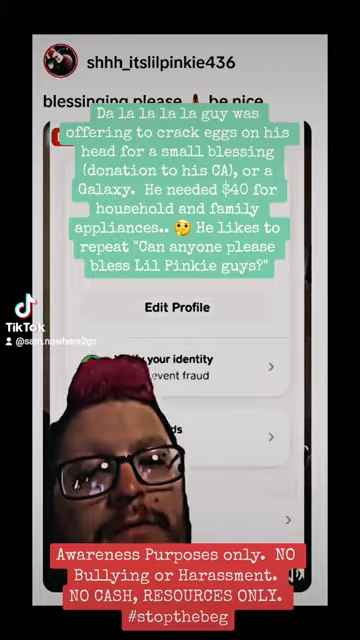 shhh_itslilpinkie436
blessinging please be nice
Da la la la la guy was
offering to crack eggs on his
head for a small blessing
(donation to his CA), or a
Galaxy. He needed $40 for
household and family
appliances.. 🤔 He likes to
repeat "Can anyone please
bless Lil Pinkie guys?"
Edit Profile
TikTok
@sam.nowhere2go
your identity
event fraud
ds
Awareness Purposes only. NO
Bullying or Harassment.
NO CASH, RESOURCES ONLY.
#stopthebeg